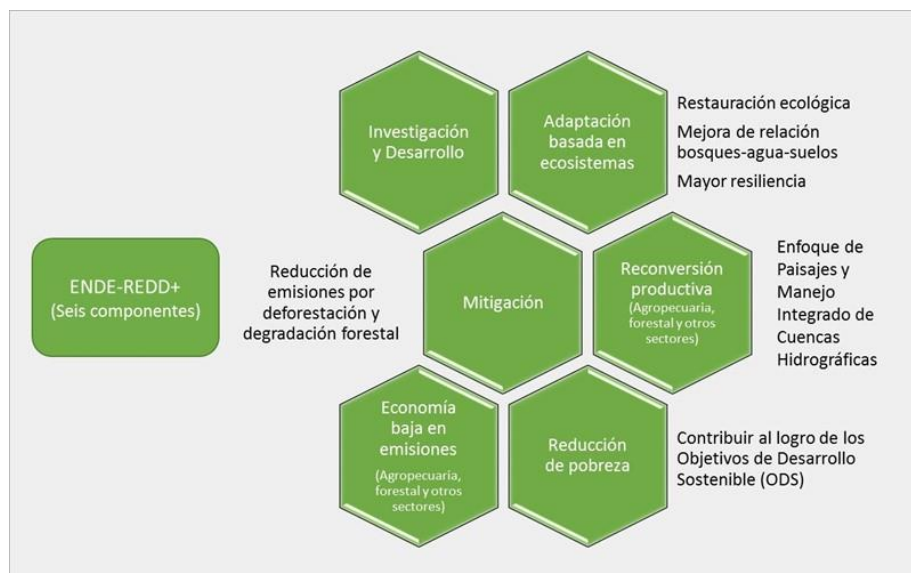 Investigación
y Desarrollo
Adaptación
basada en
ecosistemas
Restauración ecológica
Mejora de relación
bosques-agua-suelos
Mayor resiliencia
ENDE-REDD+
(Seis componentes)
Reducción de
emisiones por
deforestación y
degradación forestal
Mitigación
Reconversión
productiva
(Agropecuaria,
forestal y otros
sectores)
Enfoque de
Paisajes y
Manejo
Integrado de
Cuencas
Hidrográficas
Economía
baja en
emisiones
(Agropecuaria,
forestal y otros
sectores)
Reducción
de pobreza
Contribuir al logro de los
Objetivos de Desarrollo
Sostenible (ODS)